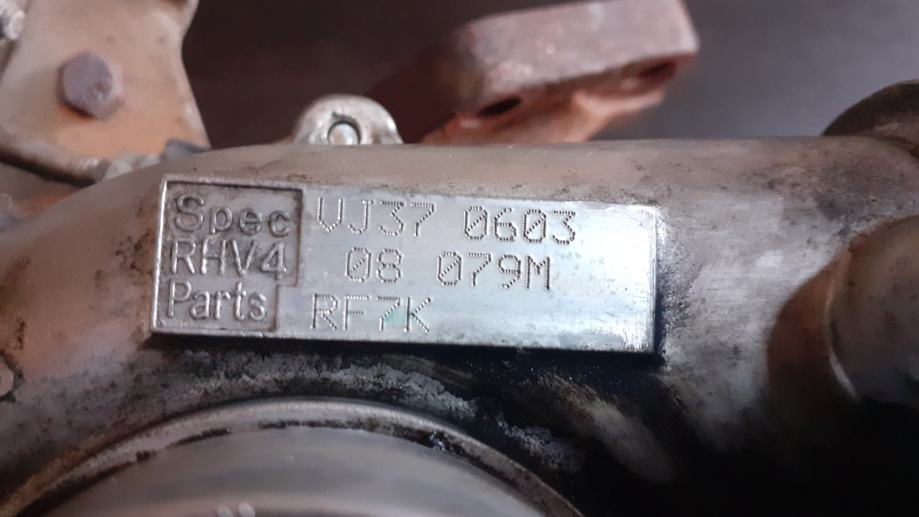 Spec VJ37 0603
RHV4 08 079M
Parts RF7K